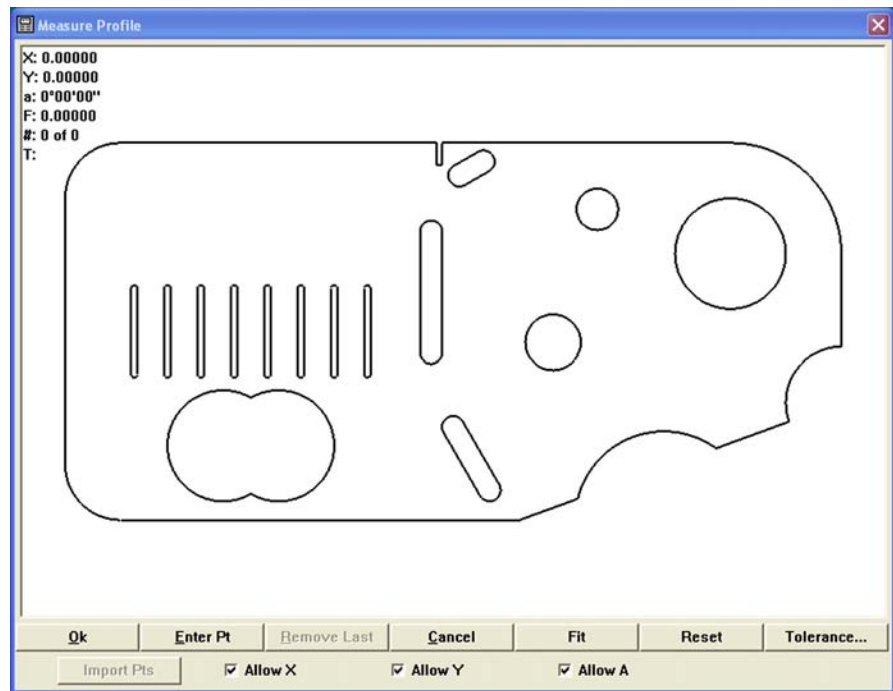 Measure Profile
X: 0.00000
Y: 0.00000
a: 0°00'00"
F: 0.00000
#: 0 of 0
T:
Ok Enter Pt Remove Last Cancel Fit Reset Tolerance...
Import Pts Allow X Allow Y Allow A